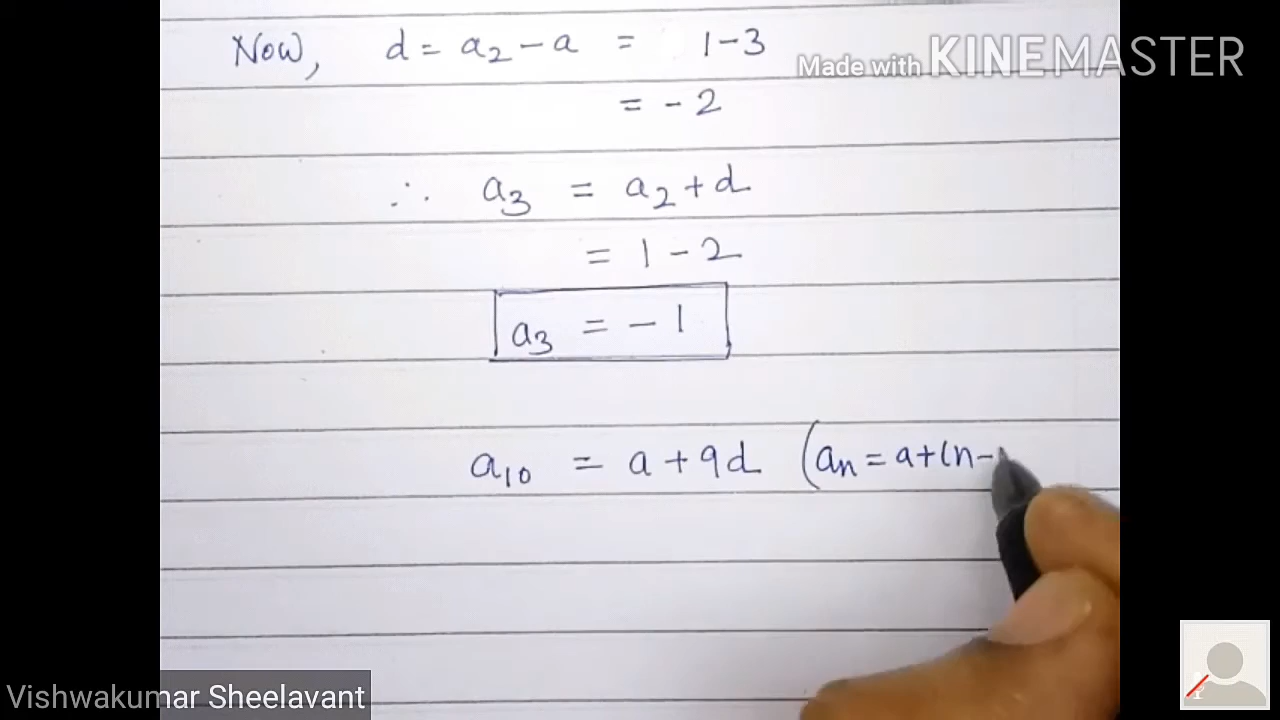 Now, d = a₂ - a = 1 - 3
Made with KINEMASTER
= - 2
∴ a₃ = a₂ + d
= 1 - 2
a₃ = - 1
a₁₀ = a + 9d (aₙ = a + (n -
Vishwakumar Sheelavant